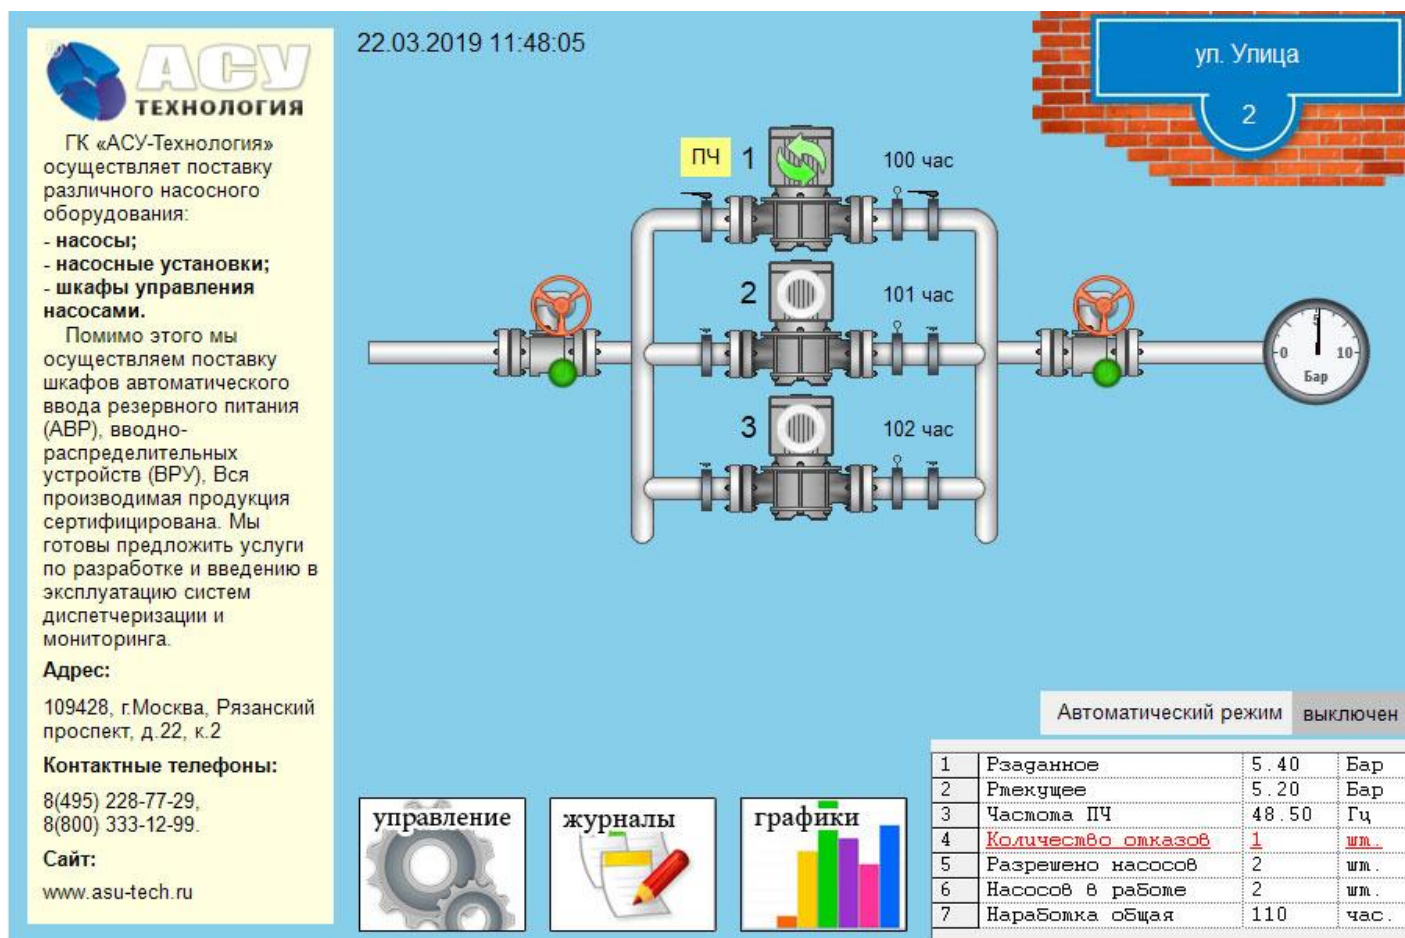 АСУ
ТЕХНОЛОГИЯ
ГК «АСУ-Технология»
осуществляет поставку
различного насосного
оборудования:
- насосы;
- насосные установки;
- шкафы управления
насосами.
Помимо этого мы
осуществляем поставку
шкафов автоматического
ввода резервного питания
(АВР), вводно-
распределительных
устройств (ВРУ), Вся
производимая продукция
сертифицирована. Мы
готовы предложить услуги
по разработке и введению в
эксплуатацию систем
диспетчеризации и
мониторинга.
Адрес:
109428, г.Москва, Рязанский
проспект, д.22, к.2
Контактные телефоны:
8(495) 228-77-29,
8(800) 333-12-99.
Сайт:
www.asu-tech.ru
22.03.2019 11:48:05
ул. Улица
2
ПЧ 1 100 час
2 101 час
3 102 час
5
0 10
Бар
Автоматический режим выключен
управление
журналы
графики
1 Рзаданное 5.40 Бар
2 Ртекущее 5.20 Бар
3 Частота ПЧ 48.50 Гц
4 Количество отказов 1 шт.
5 Разрешено насосов 2 шт.
6 Насосов в работе 2 шт.
7 Наработка общая 110 час.